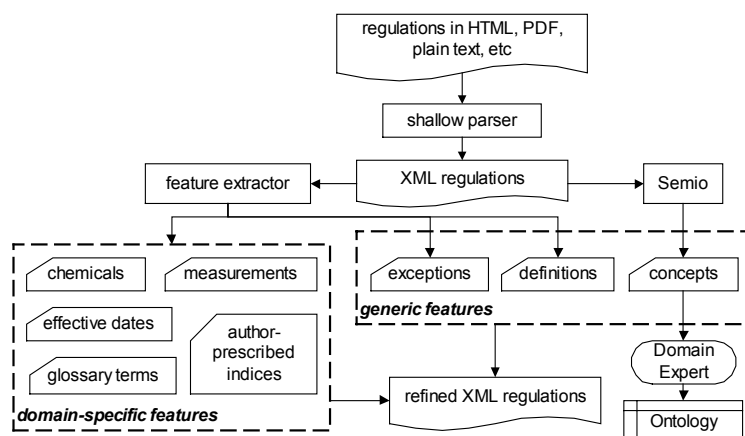 regulations in HTML, PDF,
plain text, etc
shallow parser
feature extractor
XML regulations
Semio
chemicals
measurements
exceptions
definitions
concepts
generic features
effective dates
author-
prescribed
indices
glossary terms
domain-specific features
refined XML regulations
Domain
Expert
Ontology